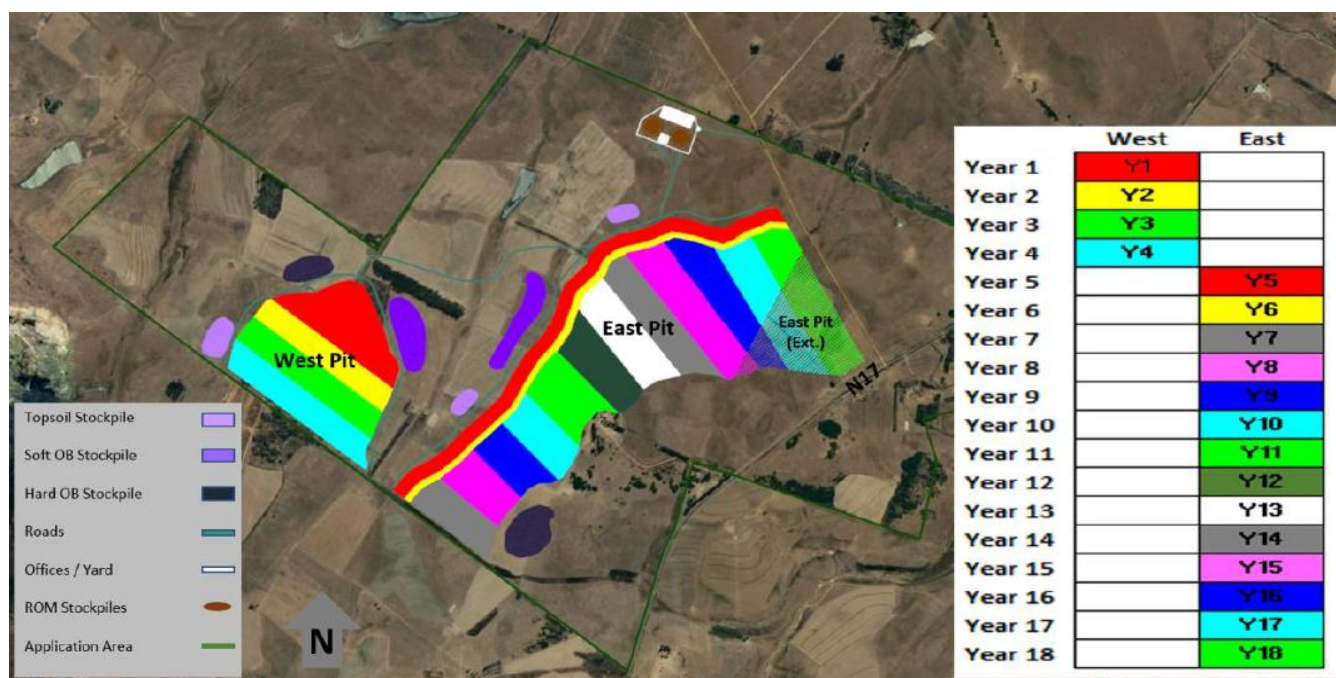 West East
Year 1 Y1
Year 2 Y2
Year 3 Y3
Year 4 Y4
Year 5 Y5
Year 6 Y6
Year 7 Y7
Year 8 Y8
Year 9 Y9
Year 10 Y10
Year 11 Y11
Year 12 Y12
Year 13 Y13
Year 14 Y14
Year 15 Y15
Year 16 Y16
Year 17 Y17
Year 18 Y18
East Pit
East Pit
(Ext.)
West Pit
N17
Topsoil Stockpile
Soft OB Stockpile
Hard OB Stockpile
Roads
Offices / Yard
ROM Stockpiles
Application Area
N